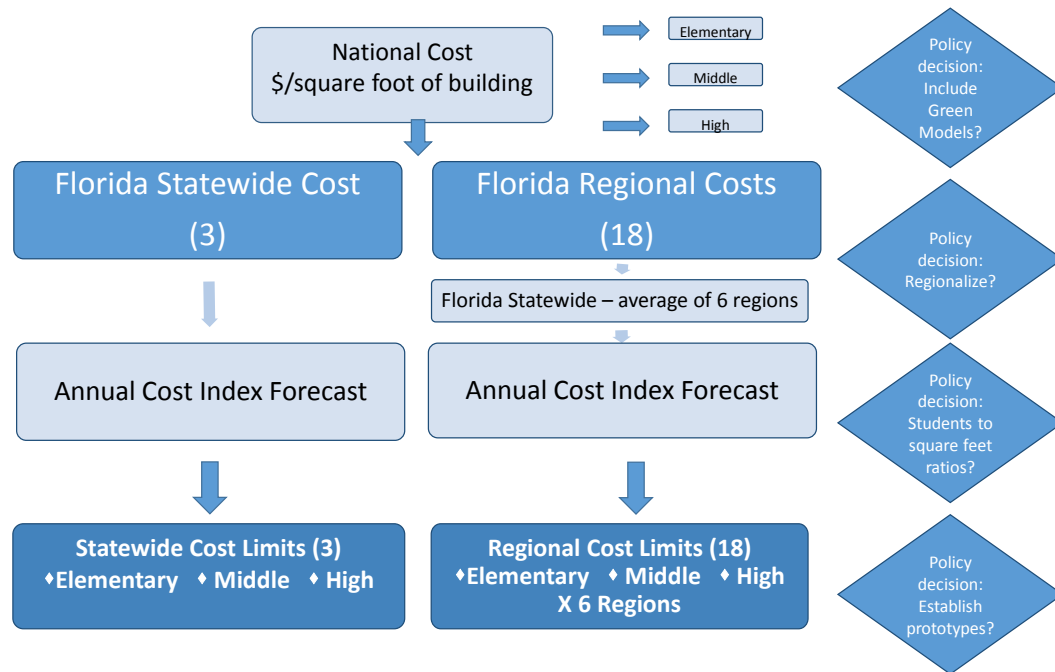 National Cost
$/square foot of building
Elementary
Middle
High
Policy
decision:
Include
Green
Models?
Florida Statewide Cost
(3)
Florida Regional Costs
(18)
Policy
decision:
Regionalize?
Florida Statewide – average of 6 regions
Annual Cost Index Forecast
Annual Cost Index Forecast
Policy
decision:
Students to
square feet
ratios?
Statewide Cost Limits (3)
♦Elementary ♦ Middle ♦ High
Regional Cost Limits (18)
♦Elementary ♦ Middle ♦ High
X 6 Regions
Policy
decision:
Establish
prototypes?